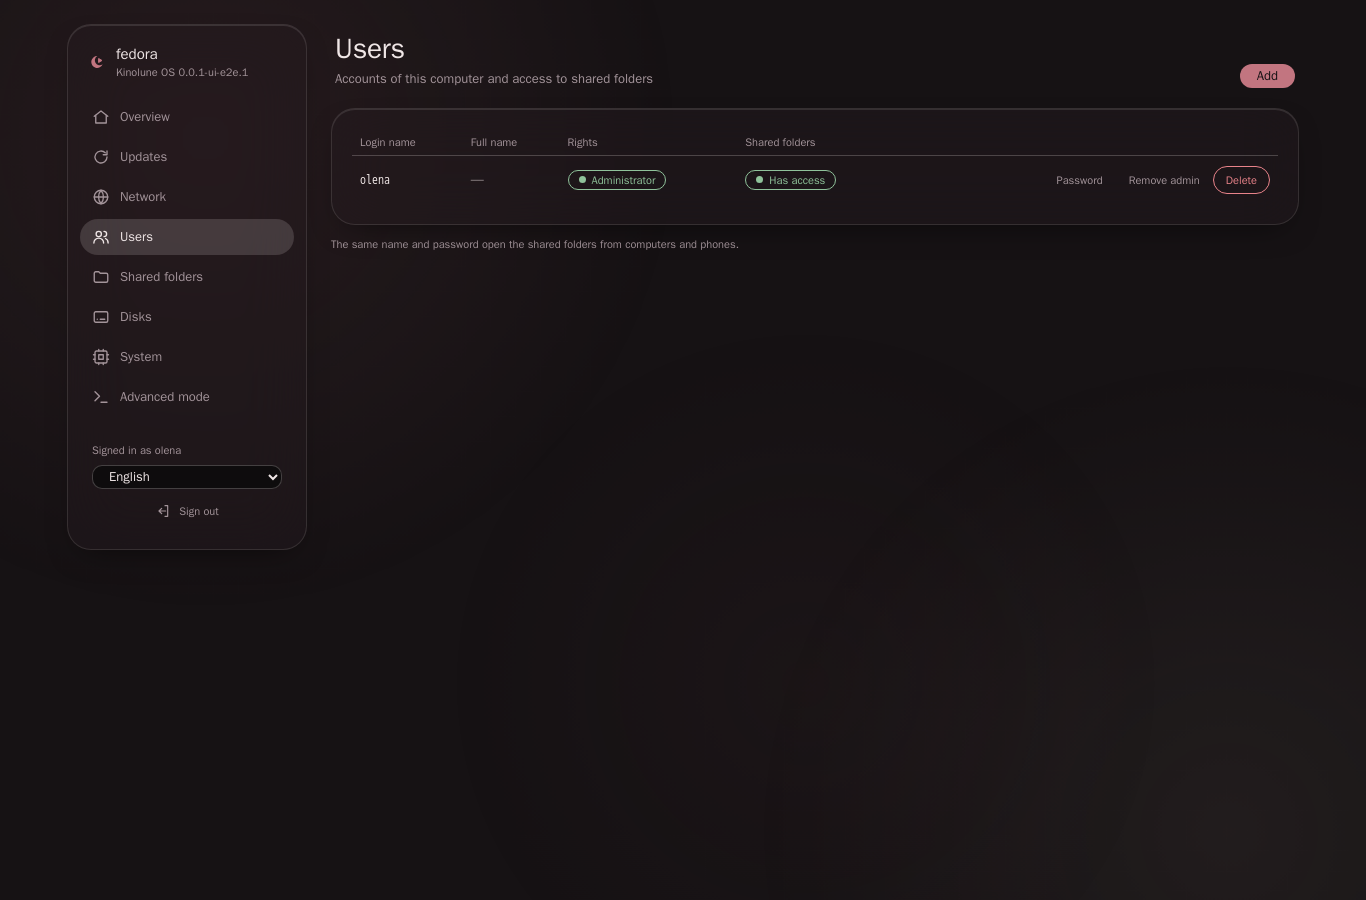 fedora
Kinolune OS 0.0.1-ui-e2e.1
Overview
Updates
Network
Users
Shared folders
Disks
System
Advanced mode
Signed in as olena
English
Sign out
Users
Accounts of this computer and access to shared folders
Add
Login name Full name Rights Shared folders
olena — Administrator Has access Password Remove admin Delete
The same name and password open the shared folders from computers and phones.